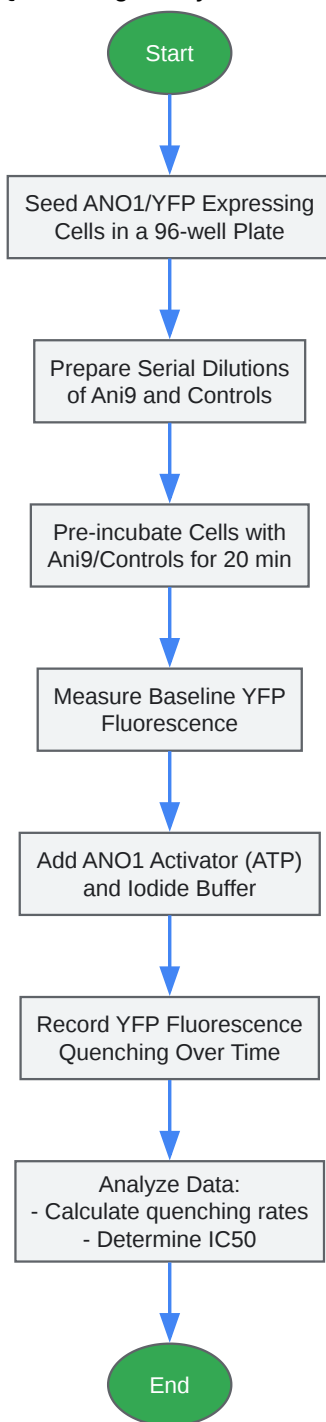 Start
Seed ANO1/YFP Expressing
Cells in a 96-well Plate
Prepare Serial Dilutions
of Ani9 and Controls
Pre-incubate Cells with
Ani9/Controls for 20 min
Measure Baseline YFP
Fluorescence
Add ANO1 Activator (ATP)
and Iodide Buffer
Record YFP Fluorescence
Quenching Over Time
Analyze Data:
- Calculate quenching rates
- Determine IC50
End